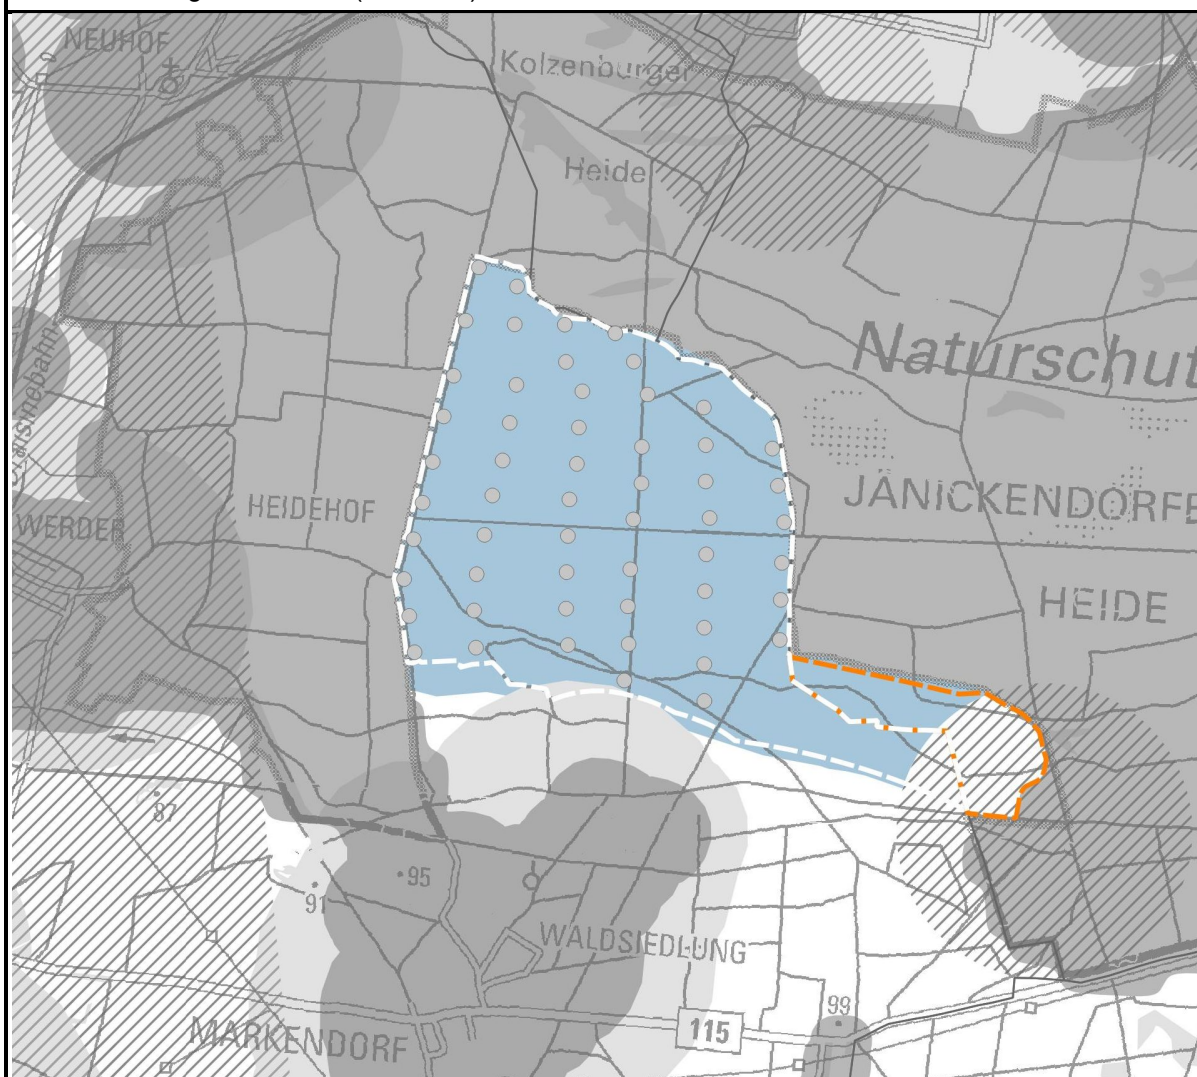 NEUHOF
Kolzenburger
Heide
Naturschut
HEIDEHOF
JÄNICKENDORFE
WERDER
HEIDE
87
95
91
WALDSIEDLUNG
99
MARKENDORF
115